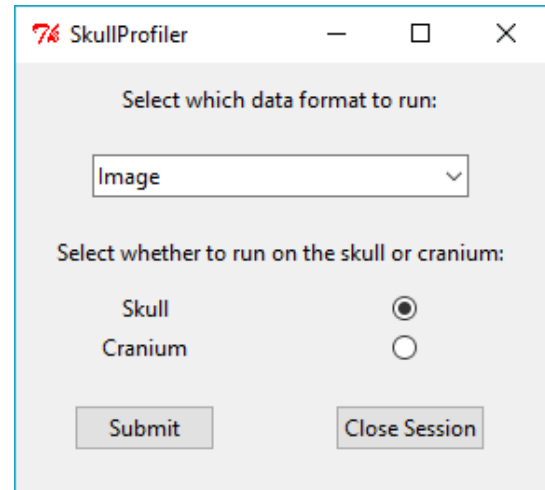 SkullProfiler
Select which data format to run:
Image
Select whether to run on the skull or cranium:
Skull
Cranium
Submit Close Session